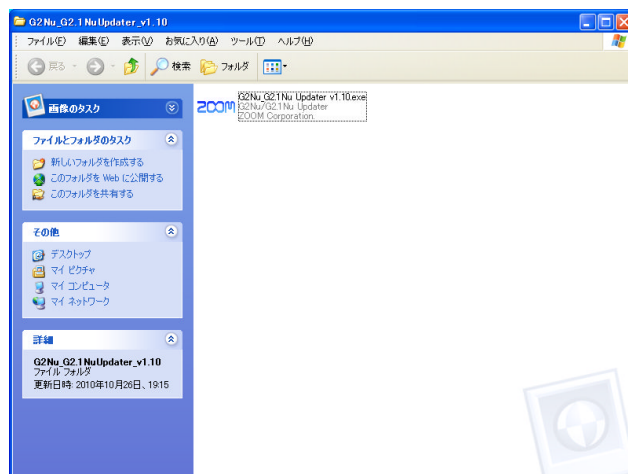 G2Nu_G2.1NuUpdater_v1.10
ファイル(F) 編集(E) 表示(V) お気に入り(A) ツール(T) ヘルプ(H)
戻る 検索 フォルダ
画像のタスク
ファイルとフォルダのタスク
新しいフォルダを作成する
このフォルダを Web に公開する
このフォルダを共有する
その他
デスクトップ
マイ ピクチャ
マイ コンピュータ
マイ ネットワーク
詳細
G2Nu_G2.1NuUpdater_v1.10
ファイル フォルダ
更新日時: 2010年10月26日、19:15
ZOOM
G2Nu_G2.1Nu Updater v1.10.exe
G2Nu/G2.1Nu Updater
ZOOM Corporation.